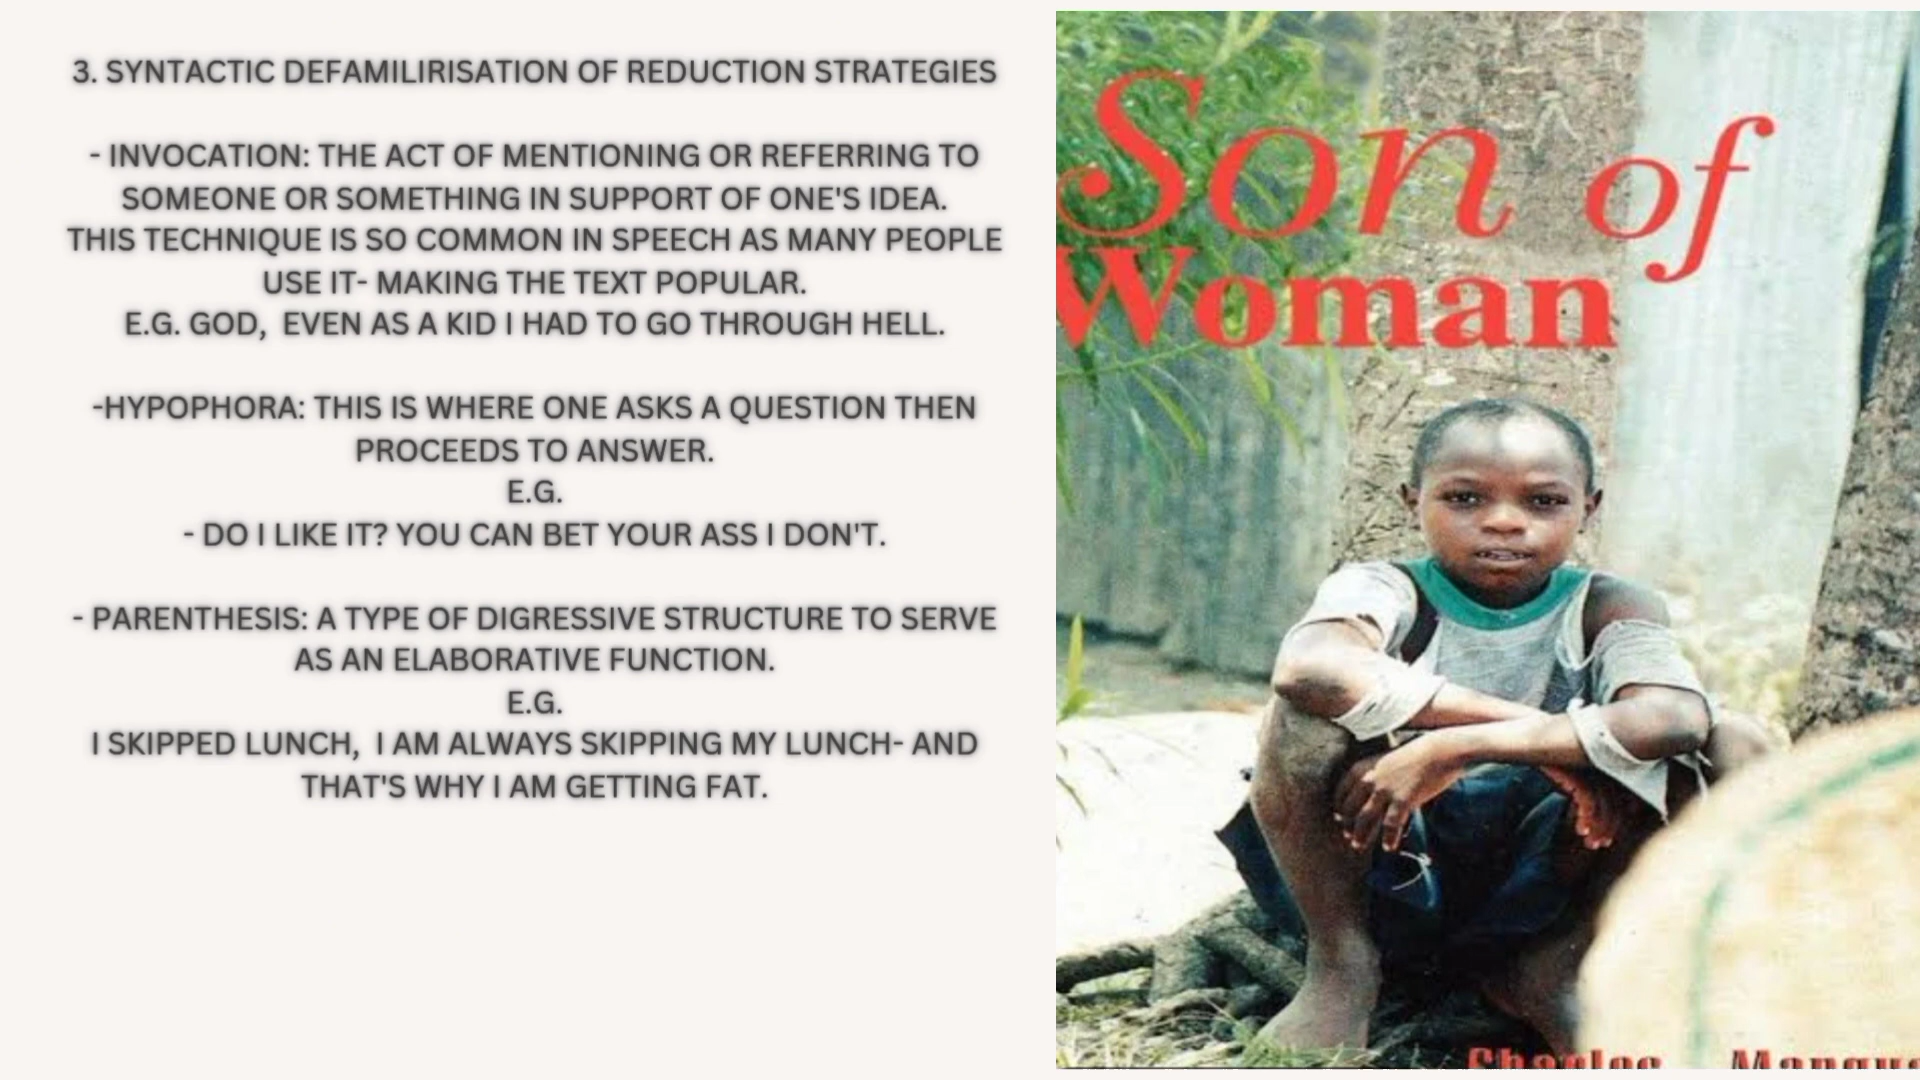 3. SYNTACTIC DEFAMILIRISATION OF REDUCTION STRATEGIES
- INVOCATION: THE ACT OF MENTIONING OR REFERRING TO
SOMEONE OR SOMETHING IN SUPPORT OF ONE'S IDEA.
THIS TECHNIQUE IS SO COMMON IN SPEECH AS MANY PEOPLE
USE IT- MAKING THE TEXT POPULAR.
E.G. GOD, EVEN AS A KID I HAD TO GO THROUGH HELL.
-HYPOPHORA: THIS IS WHERE ONE ASKS A QUESTION THEN
PROCEEDS TO ANSWER.
E.G.
- DO I LIKE IT? YOU CAN BET YOUR ASS I DON'T.
- PARENTHESIS: A TYPE OF DIGRESSIVE STRUCTURE TO SERVE
AS AN ELABORATIVE FUNCTION.
E.G.
I SKIPPED LUNCH, I AM ALWAYS SKIPPING MY LUNCH- AND
THAT'S WHY I AM GETTING FAT.
Son of
Woman
Charles Mangua